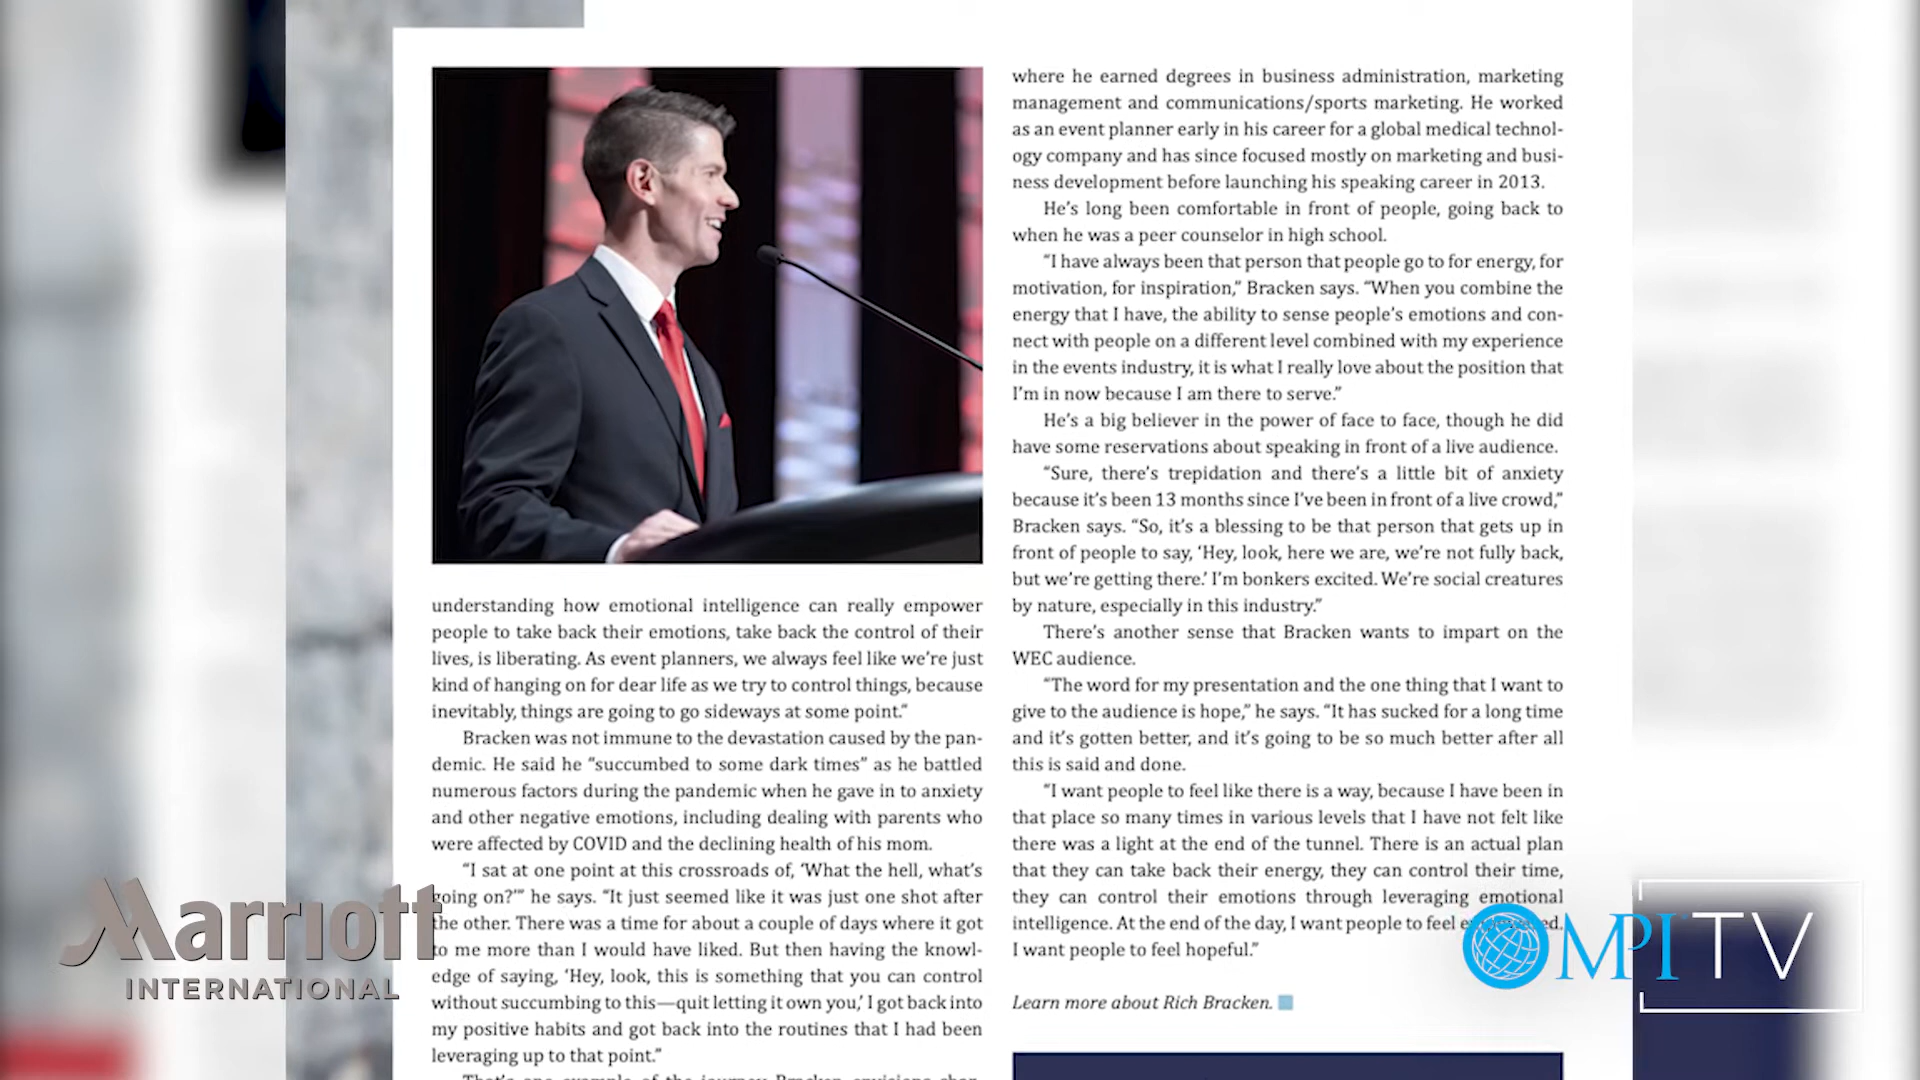 understanding how emotional intelligence can really empower
people to take back their emotions, take back the control of their
lives, is liberating. As event planners, we always feel like we’re just
kind of hanging on for dear life as we try to control things, because
inevitably, things are going to go sideways at some point.“
Bracken was not immune to the devastation caused by the pan-
demic. He said he “succumbed to some dark times” as he battled
numerous factors during the pandemic when he gave in to anxiety
and other negative emotions, including dealing with parents who
were affected by COVID and the declining health of his mom.
“I sat at one point at this crossroads of, ‘What the hell, what’s
going on?’” he says. “It just seemed like it was just one shot after
the other. There was a time for about a couple of days where it got
to me more than I would have liked. But then having the knowl-
edge of saying, ‘Hey, look, this is something that you can control
without succumbing to this—quit letting it own you,’ I got back into
my positive habits and got back into the routines that I had been
leveraging up to that point.”
That’s one example of the journey Bracken envisions
where he earned degrees in business administration, marketing
management and communications/sports marketing. He worked
as an event planner early in his career for a global medical technol-
ogy company and has since focused mostly on marketing and busi-
ness development before launching his speaking career in 2013.
He’s long been comfortable in front of people, going back to
when he was a peer counselor in high school.
“I have always been that person that people go to for energy, for
motivation, for inspiration,” Bracken says. “When you combine the
energy that I have, the ability to sense people’s emotions and con-
nect with people on a different level combined with my experience
in the events industry, it is what I really love about the position that
I’m in now because I am there to serve.”
He’s a big believer in the power of face to face, though he did
have some reservations about speaking in front of a live audience.
“Sure, there’s trepidation and there’s a little bit of anxiety
because it’s been 13 months since I’ve been in front of a live crowd,”
Bracken says. “So, it’s a blessing to be that person that gets up in
front of people to say, ‘Hey, look, here we are, we’re not fully back,
but we’re getting there.’ I’m bonkers excited. We’re social creatures
by nature, especially in this industry.”
There’s another sense that Bracken wants to impart on the
WEC audience.
“The word for my presentation and the one thing that I want to
give to the audience is hope,” he says. “It has sucked for a long time
and it’s gotten better, and it’s going to be so much better after all
this is said and done.
“I want people to feel like there is a way, because I have been in
that place so many times in various levels that I have not felt like
there was a light at the end of the tunnel. There is an actual plan
that they can take back their energy, they can control their time,
they can control their emotions through leveraging emotional
intelligence. At the end of the day, I want people to feel
I want people to feel hopeful.”
Learn more about Rich Bracken.
Marriott
INTERNATIONAL
MPI TV